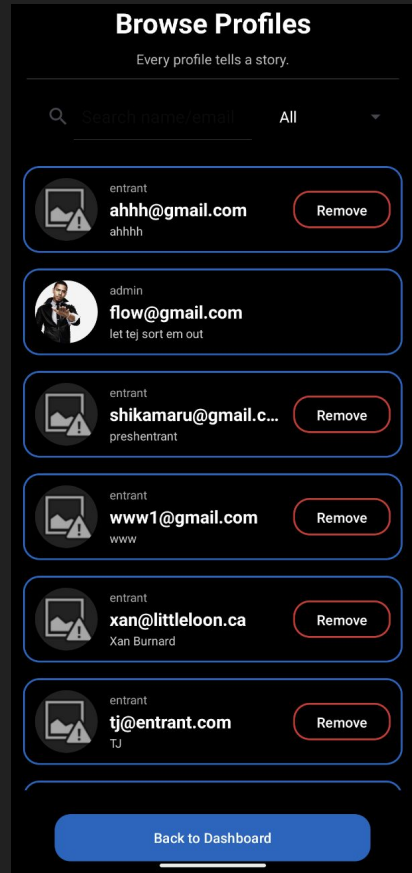 Browse Profiles
Every profile tells a story.
Search name/email
All
entrant
ahhh@gmail.com
ahhhh
Remove
admin
flow@gmail.com
let tej sort em out
entrant
shikamaru@gmail.c...
preshentrant
Remove
entrant
www1@gmail.com
www
Remove
entrant
xan@littleloon.ca
Xan Burnard
Remove
entrant
tj@entrant.com
TJ
Remove
Back to Dashboard